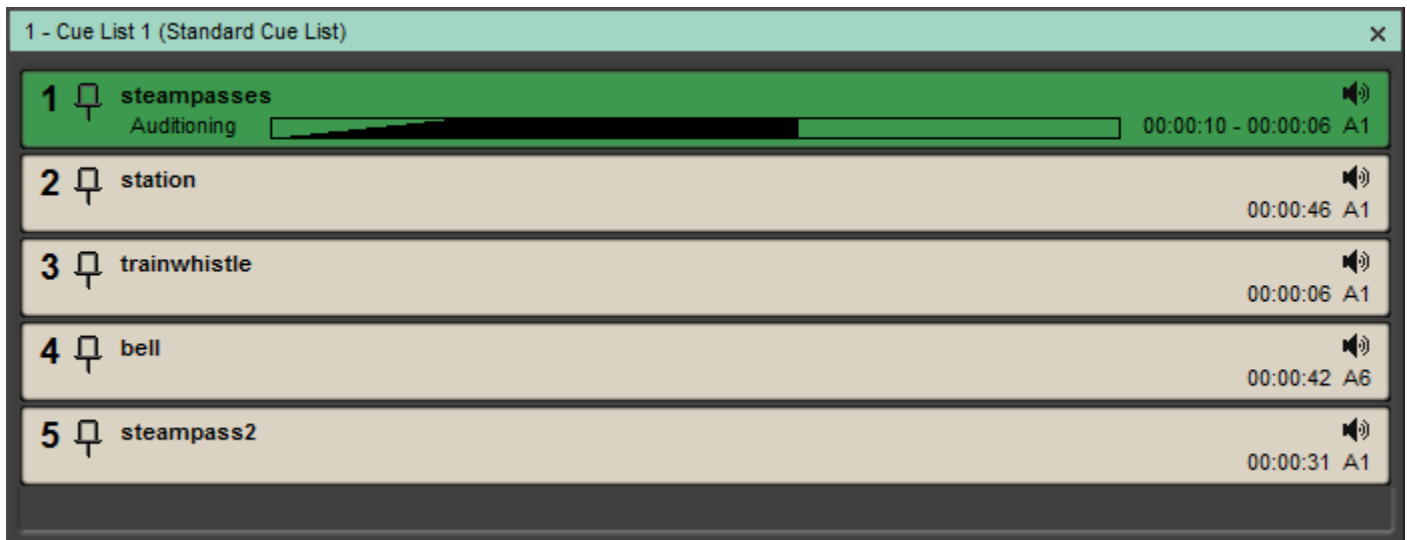 1 - Cue List 1 (Standard Cue List)
1 steampasses
Auditioning 00:00:10 - 00:00:06 A1
2 station
00:00:46 A1
3 trainwhistle
00:00:06 A1
4 bell
00:00:42 A6
5 steampass2
00:00:31 A1